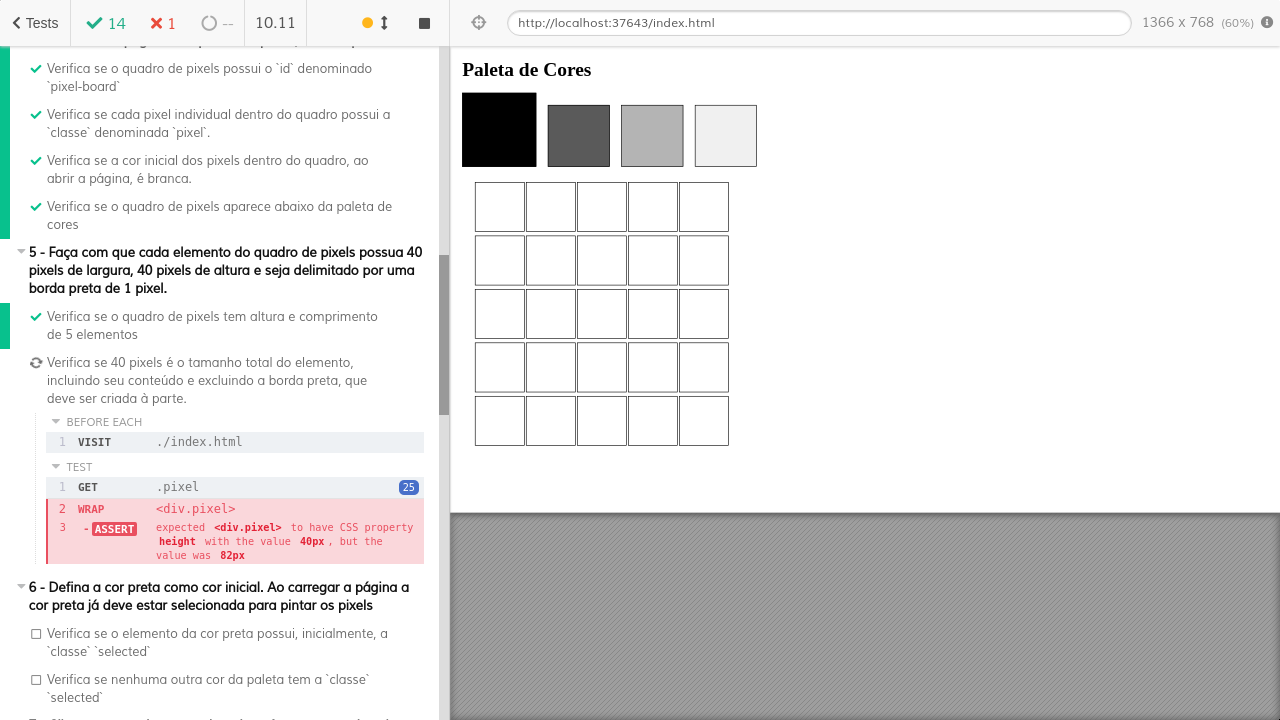 Tests
14
1
--
10.11
http://localhost:37643/index.html
1366 x 768 (60%)
Verifica se o quadro de pixels possui o `id` denominado
`pixel-board`
Verifica se cada pixel individual dentro do quadro possui a
`classe` denominada `pixel`.
Verifica se a cor inicial dos pixels dentro do quadro, ao
abrir a página, é branca.
Verifica se o quadro de pixels aparece abaixo da paleta de
cores
5 - Faça com que cada elemento do quadro de pixels possua 40
pixels de largura, 40 pixels de altura e seja delimitado por uma
borda preta de 1 pixel.
Verifica se o quadro de pixels tem altura e comprimento
de 5 elementos
Verifica se 40 pixels é o tamanho total do elemento,
incluindo seu conteúdo e excluindo a borda preta, que
deve ser criada à parte.
BEFORE EACH
1 VISIT ./index.html
TEST
1 GET .pixel 25
2 WRAP <div.pixel>
3 -ASSERT expected <div.pixel> to have CSS property
height with the value 40px, but the
value was 82px
6 - Defina a cor preta como cor inicial. Ao carregar a página a
cor preta já deve estar selecionada para pintar os pixels
Verifica se o elemento da cor preta possui, inicialmente, a
`classe` `selected`
Verifica se nenhuma outra cor da paleta tem a `classe`
`selected`
Paleta de Cores